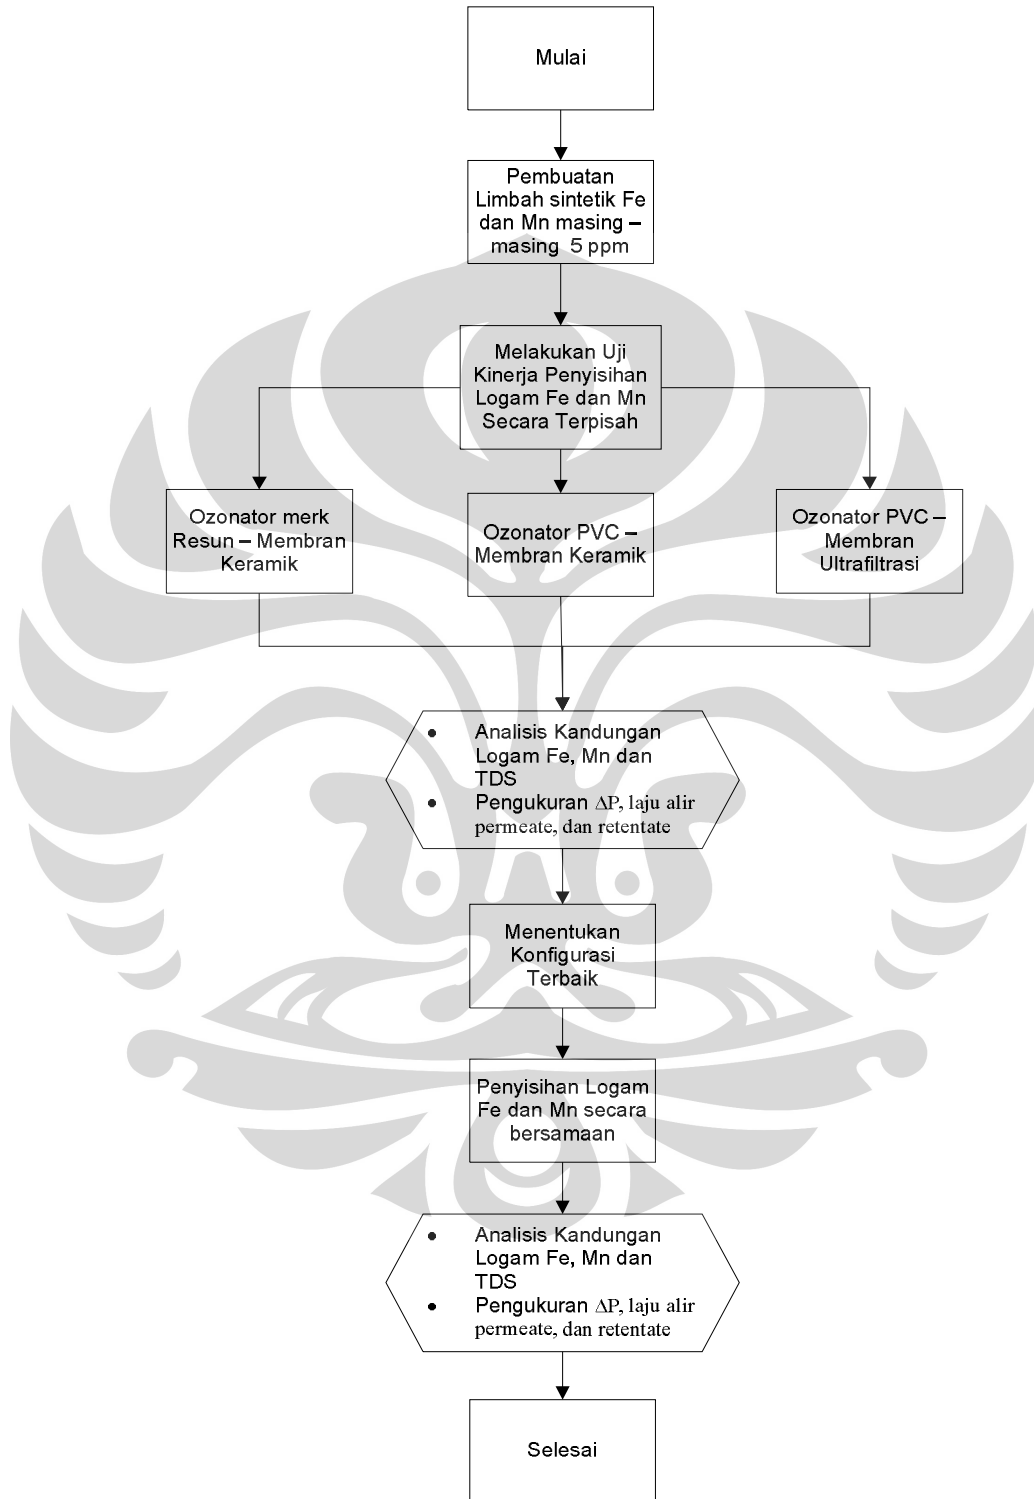 Mulai
Pembuatan
Limbah sintetik Fe
dan Mn masing –
masing 5 ppm
Melakukan Uji
Kinerja Penyisihan
Logam Fe dan Mn
Secara Terpisah
Ozonator merk
Resun – Membran
Keramik
Ozonator PVC –
Membran Keramik
Ozonator PVC –
Membran
Ultrafiltrasi
• Analisis Kandungan
Logam Fe, Mn dan
TDS
• Pengukuran ΔP, laju alir
permeate, dan retentate
Menentukan
Konfigurasi
Terbaik
Penyisihan Logam
Fe dan Mn secara
bersamaan
• Analisis Kandungan
Logam Fe, Mn dan
TDS
• Pengukuran ΔP, laju alir
permeate, dan retentate
Selesai